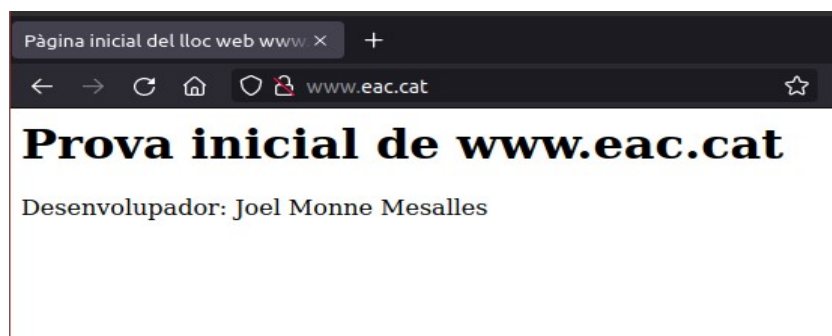 Pàgina inicial del lloc web www.
www.eac.cat
Prova inicial de www.eac.cat
Desenvolupador: Joel Monne Mesalles